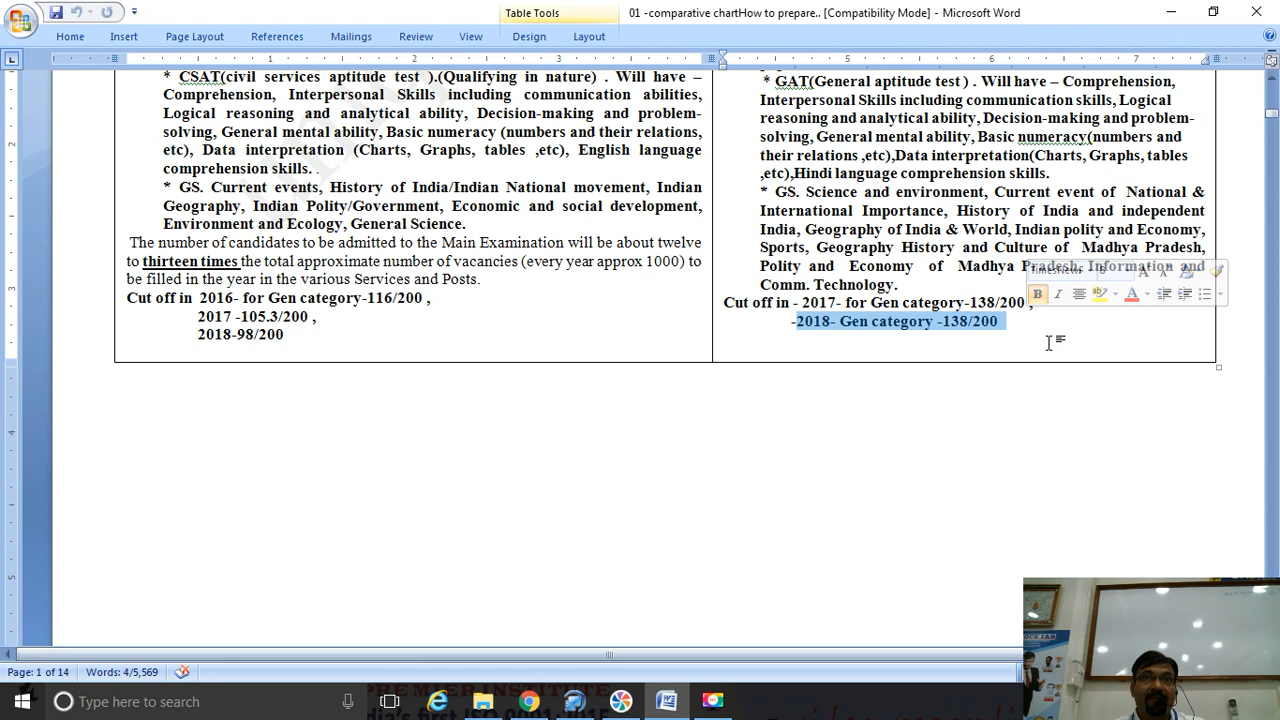 01 -comparative chartHow to prepare.. [Compatibility Mode] - Microsoft Word
Table Tools
Home Insert Page Layout References Mailings Review View Design Layout
1 2 3 4 5 6 7
* CSAT(civil services aptitude test ).(Qualifying in nature) . Will have –
Comprehension, Interpersonal Skills including communication abilities,
Logical reasoning and analytical ability, Decision-making and problem-
solving, General mental ability, Basic numeracy (numbers and their relations,
etc), Data interpretation (Charts, Graphs, tables ,etc), English language
comprehension skills. .
* GS. Current events, History of India/Indian National movement, Indian
Geography, Indian Polity/Government, Economic and social development,
Environment and Ecology, General Science.
The number of candidates to be admitted to the Main Examination will be about twelve
to thirteen times the total approximate number of vacancies (every year approx 1000) to
be filled in the year in the various Services and Posts.
Cut off in 2016- for Gen category-116/200 ,
2017 -105.3/200 ,
2018-98/200
* GAT(General aptitude test ) . Will have – Comprehension,
Interpersonal Skills including communication skills, Logical
reasoning and analytical ability, Decision-making and problem-
solving, General mental ability, Basic numeracy(numbers and
their relations ,etc),Data interpretation(Charts, Graphs, tables
,etc),Hindi language comprehension skills.
* GS. Science and environment, Current event of National &
International Importance, History of India and independent
India, Geography of India & World, Indian polity and Economy,
Sports, Geography History and Culture of Madhya Pradesh,
Polity and Economy of Madhya Pradesh, Information and
Comm. Technology.
Cut off in - 2017- for Gen category-138/200 ,
-2018- Gen category -138/200
Page: 1 of 14 Words: 4/5,569
Type here to search
PREMIER INSTITUTE